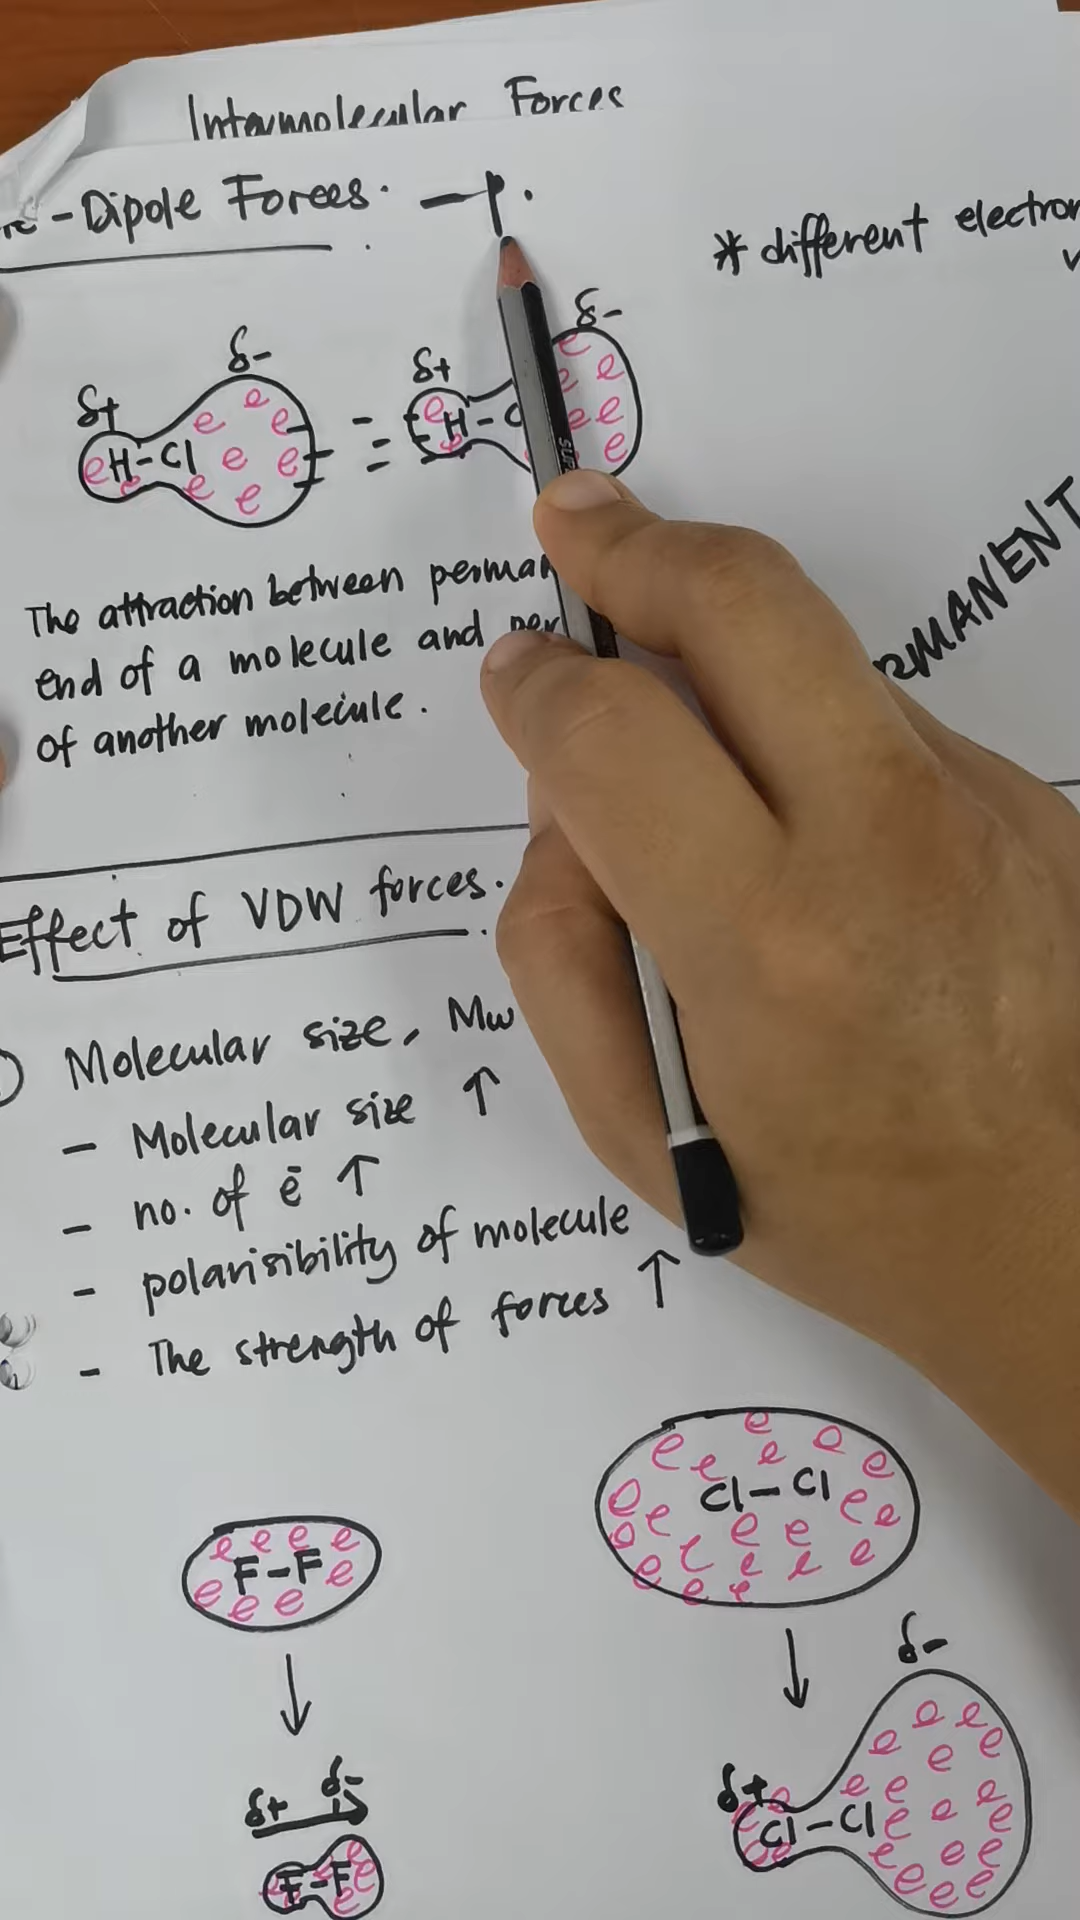 Intermolecular Forces
-Dipole Forces. – P.
* different electron
δ- δ-
δ+ δ+
H-Cl H-C
The attraction between perman
end of a molecule and per
of another molecule.
RMANENT
Effect of VDW forces.
Molecular size, Mw
- Molecular size ↑
- no. of ē ↑
- polarisibility of molecule
- The strength of forces ↑
F-F Cl-Cl
δ+ δ- δ+ δ-
F-F Cl-Cl